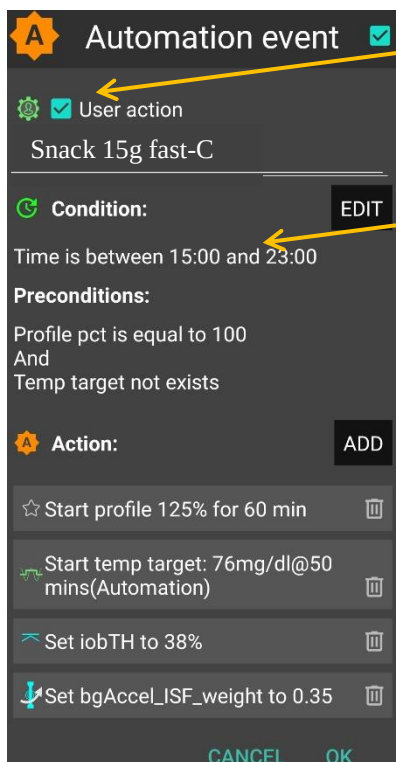 A Automation event
User action
Snack 15g fast-C
Condition: EDIT
Time is between 15:00 and 23:00
Preconditions:
Profile pct is equal to 100
And
Temp target not exists
A Action: ADD
Start profile 125% for 60 min
Start temp target: 76mg/dl@50
mins(Automation)
Set iobTH to 38%
Set bgAccel_ISF_weight to 0.35
CANCEL OK